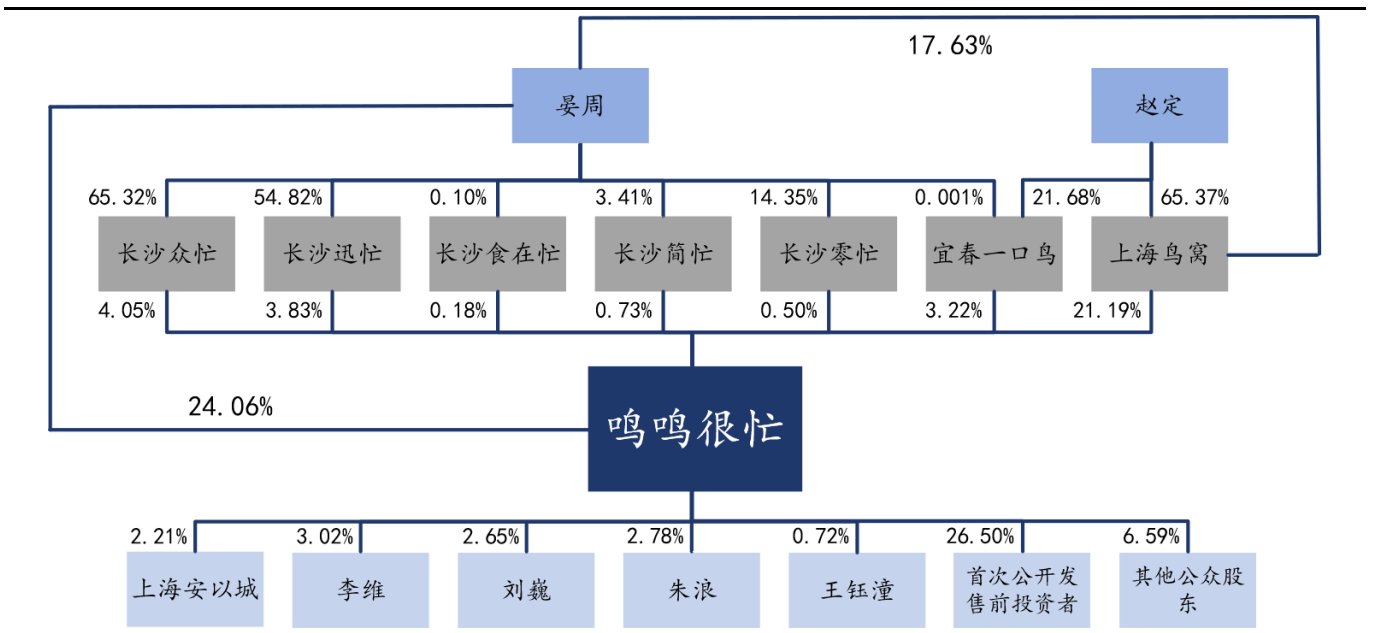 17.63%
晏周
赵定
65.32%
54.82%
0.10%
3.41%
14.35%
0.001%
21.68%
65.37%
长沙众忙
长沙迅忙
长沙食在忙
长沙简忙
长沙零忙
宜春一口鸟
上海鸟窝
4.05%
3.83%
0.18%
0.73%
0.50%
3.22%
21.19%
24.06%
鸣鸣很忙
2.21%
3.02%
2.65%
2.78%
0.72%
26.50%
6.59%
上海安以城
李维
刘巍
朱浪
王钰潼
首次公开发
售前投资者
其他公众股
东